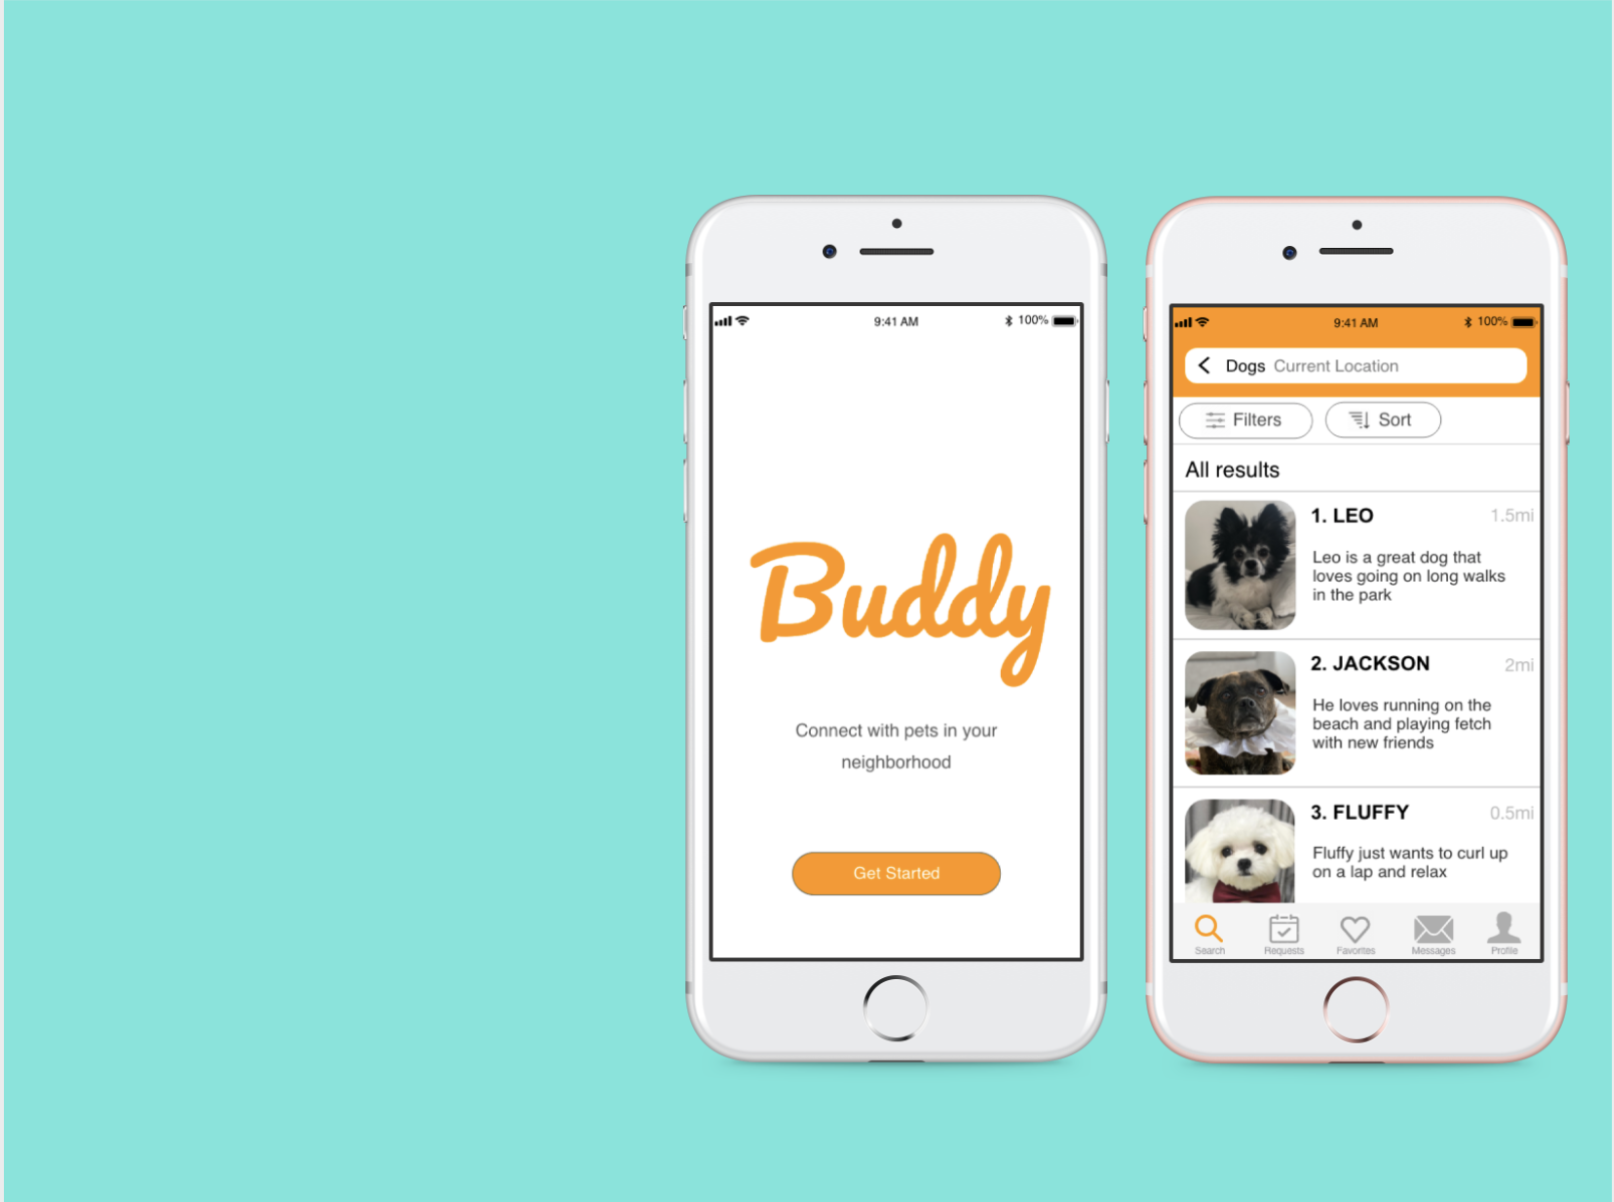 9:41 AM
100%
Buddy
Connect with pets in your
neighborhood
Get Started
9:41 AM
100%
Dogs Current Location
Filters
Sort
All results
1. LEO
1.5mi
Leo is a great dog that
loves going on long walks
in the park
2. JACKSON
2mi
He loves running on the
beach and playing fetch
with new friends
3. FLUFFY
0.5mi
Fluffy just wants to curl up
on a lap and relax
Search
Requests
Favorites
Messages
Profile